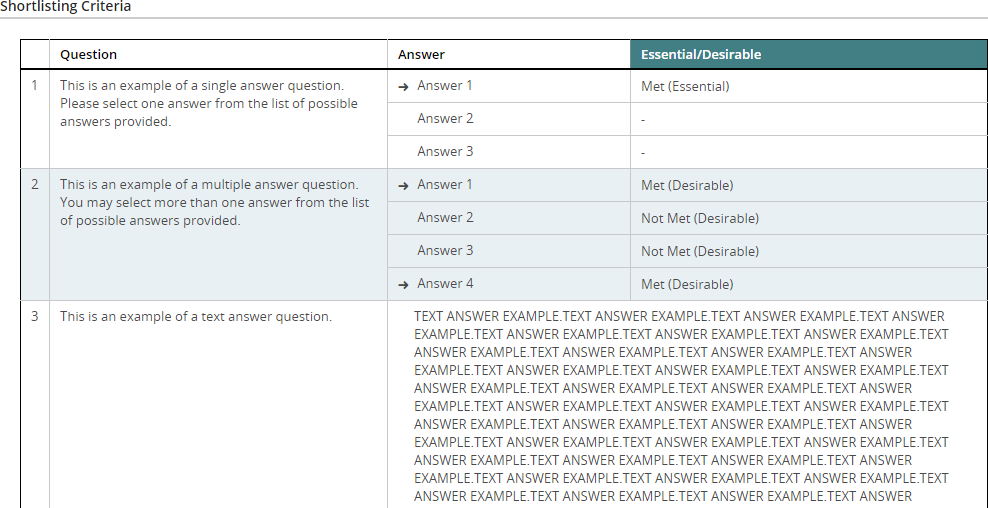 Shortlisting Criteria
Question Answer Essential/Desirable
1 This is an example of a single answer question. → Answer 1 Met (Essential)
Please select one answer from the list of possible
answers provided.
Answer 2 -
Answer 3 -
2 This is an example of a multiple answer question. → Answer 1 Met (Desirable)
You may select more than one answer from the list
of possible answers provided.
Answer 2 Not Met (Desirable)
Answer 3 Not Met (Desirable)
→ Answer 4 Met (Desirable)
3 This is an example of a text answer question.
TEXT ANSWER EXAMPLE.TEXT ANSWER EXAMPLE.TEXT ANSWER EXAMPLE.TEXT ANSWER
EXAMPLE.TEXT ANSWER EXAMPLE.TEXT ANSWER EXAMPLE.TEXT ANSWER EXAMPLE.TEXT
ANSWER EXAMPLE.TEXT ANSWER EXAMPLE.TEXT ANSWER EXAMPLE.TEXT ANSWER
EXAMPLE.TEXT ANSWER EXAMPLE.TEXT ANSWER EXAMPLE.TEXT ANSWER EXAMPLE.TEXT
ANSWER EXAMPLE.TEXT ANSWER EXAMPLE.TEXT ANSWER EXAMPLE.TEXT ANSWER
EXAMPLE.TEXT ANSWER EXAMPLE.TEXT ANSWER EXAMPLE.TEXT ANSWER EXAMPLE.TEXT
ANSWER EXAMPLE.TEXT ANSWER EXAMPLE.TEXT ANSWER EXAMPLE.TEXT ANSWER
EXAMPLE.TEXT ANSWER EXAMPLE.TEXT ANSWER EXAMPLE.TEXT ANSWER EXAMPLE.TEXT
ANSWER EXAMPLE.TEXT ANSWER EXAMPLE.TEXT ANSWER EXAMPLE.TEXT ANSWER
EXAMPLE.TEXT ANSWER EXAMPLE.TEXT ANSWER EXAMPLE.TEXT ANSWER EXAMPLE.TEXT
ANSWER EXAMPLE.TEXT ANSWER EXAMPLE.TEXT ANSWER EXAMPLE.TEXT ANSWER